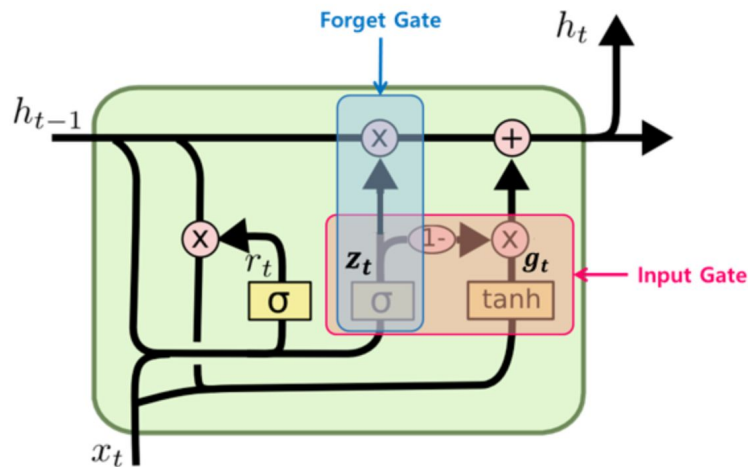 Forget Gate
h_t
h_{t-1}
x
+
x
r_t
z_t
1-
x
g_t
Input Gate
σ
σ
tanh
x_t